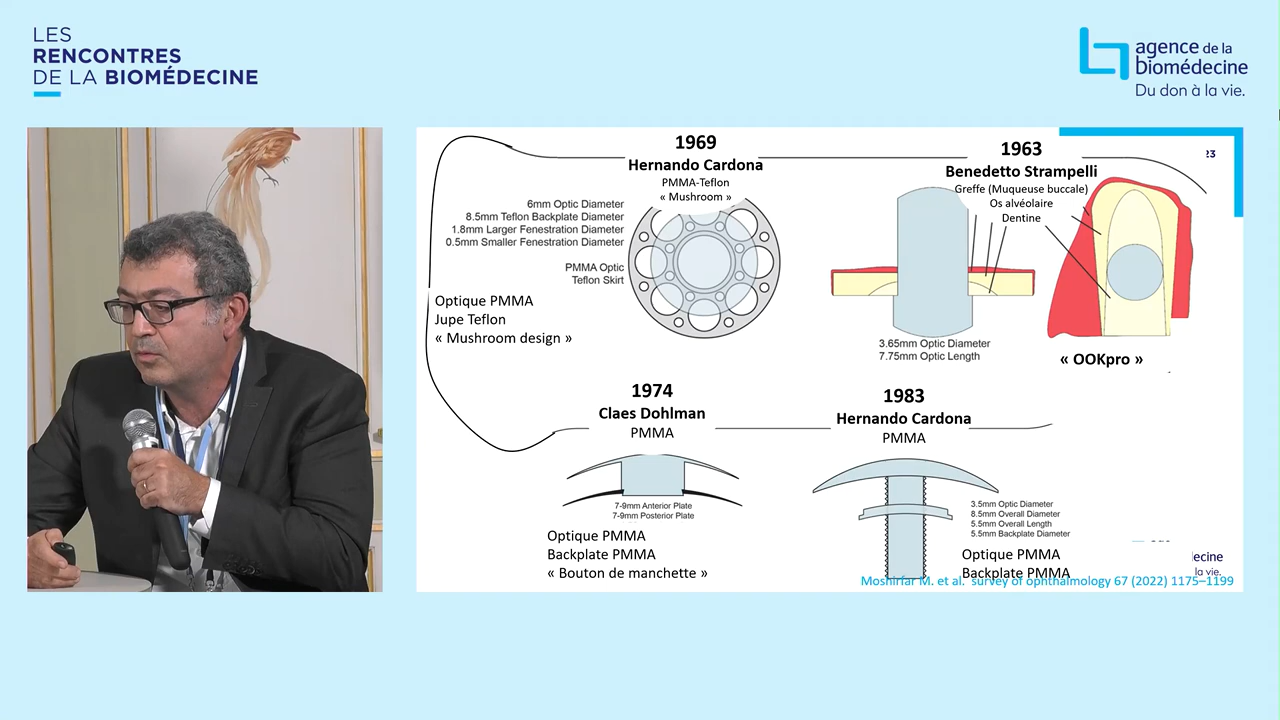 LES
RENCONTRES
DE LA BIOMÉDECINE
agence de la
biomédecine
Du don à la vie.
23
1969
Hernando Cardona
PMMA-Teflon
« Mushroom »
6mm Optic Diameter
8.5mm Teflon Backplate Diameter
1.8mm Larger Fenestration Diameter
0.5mm Smaller Fenestration Diameter
PMMA Optic
Teflon Skirt
Optique PMMA
Jupe Teflon
« Mushroom design »
1963
Benedetto Strampelli
Greffe (Muqueuse buccale)
Os alvéolaire
Dentine
3.65mm Optic Diameter
7.75mm Optic Length
« OOKpro »
1974
Claes Dohlman
PMMA
7-9mm Anterior Plate
7-9mm Posterior Plate
Optique PMMA
Backplate PMMA
« Bouton de manchette »
1983
Hernando Cardona
PMMA
3.5mm Optic Diameter
8.5mm Overall Diameter
5.5mm Overall Length
5.5mm Backplate Diameter
Optique PMMA
Backplate PMMA
ecine
la vie.
Moshirfar M. et al. survey of ophthalmology 67 (2022) 1175–1199